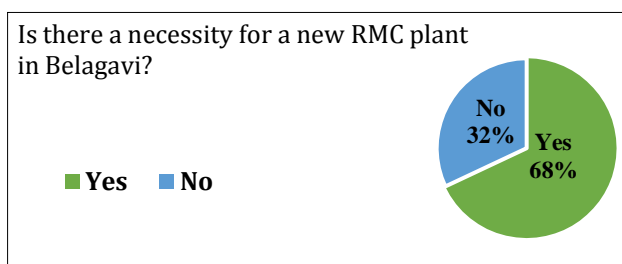 Is there a necessity for a new RMC plant
in Belagavi?
No
32%
Yes
68%
Yes No